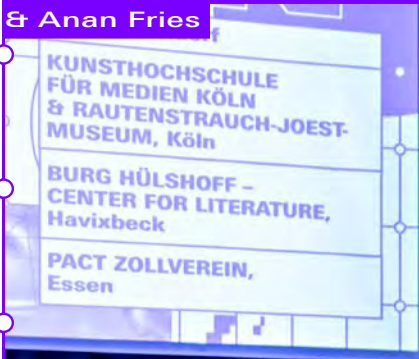 & Anan Fries
KUNSTHOCHSCHULE
FÜR MEDIEN KÖLN
& RAUTENSTRAUCH-JOEST-
MUSEUM, Köln
BURG HÜLSHOFF –
CENTER FOR LITERATURE,
Havixbeck
PACT ZOLLVEREIN,
Essen